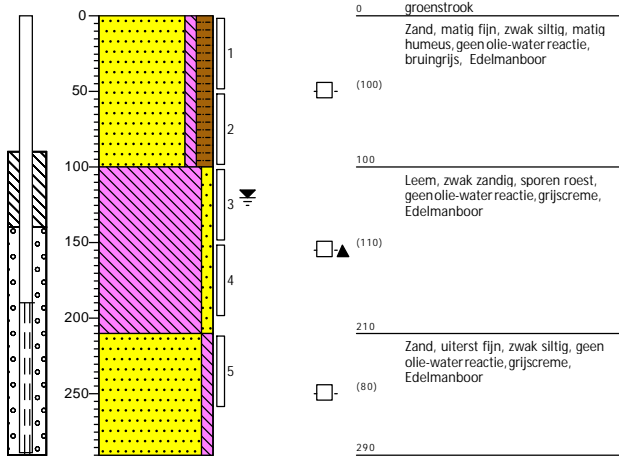 0
50
100
150
200
250
1
2
3
4
5
0 groenstrook
Zand, matig fijn, zwak siltig, matig
humeus, geen olie-water reactie,
bruingrijs, Edelmanboor
(100)
100
Leem, zwak zandig, sporen roest,
geen olie-water reactie, grijscreme,
Edelmanboor
(110)
210
Zand, uiterst fijn, zwak siltig, geen
olie-water reactie, grijscreme,
Edelmanboor
(80)
290